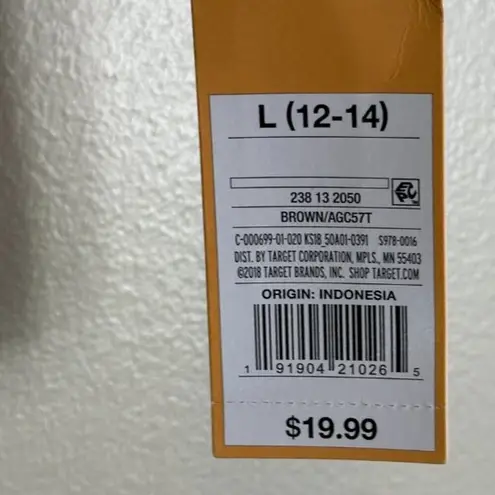 L (12-14)
238 13 2050
BROWN/AGC57T
C-000699-01-020 KS18_50A01-0391 S978-0016
DIST. BY TARGET CORPORATION, MPLS., MN 55403
©2018 TARGET BRANDS, INC. SHOP TARGET.COM
ORIGIN: INDONESIA
1 91904 21026 5
$19.99